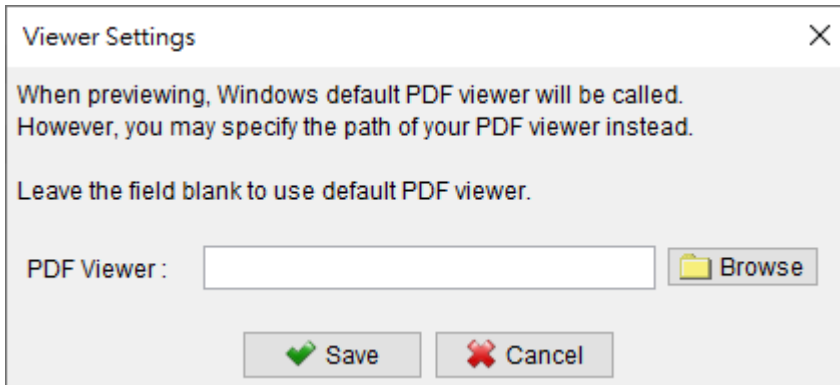 Viewer Settings
When previewing, Windows default PDF viewer will be called.
However, you may specify the path of your PDF viewer instead.
Leave the field blank to use default PDF viewer.
PDF Viewer :
Browse
Save
Cancel